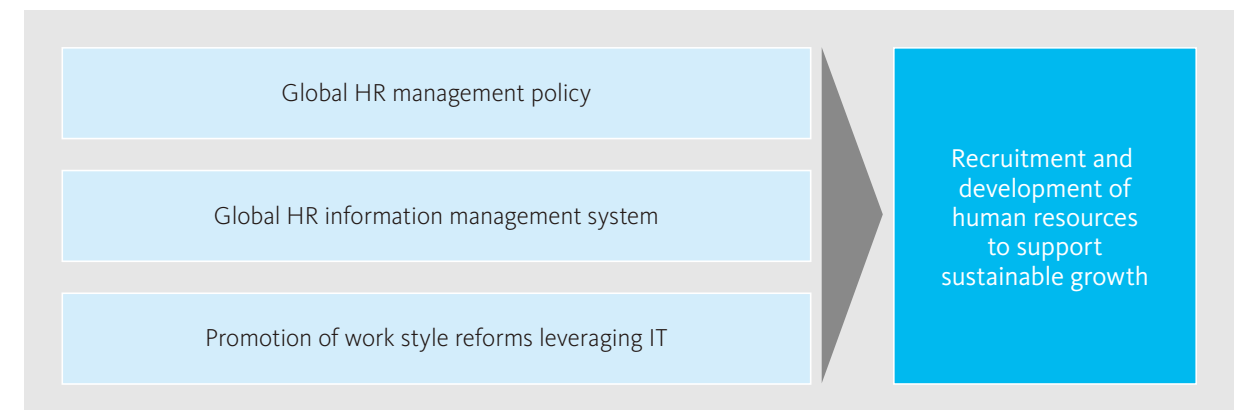 Global HR management policy
Global HR information management system
Promotion of work style reforms leveraging IT
Recruitment and
development of
human resources
to support
sustainable growth